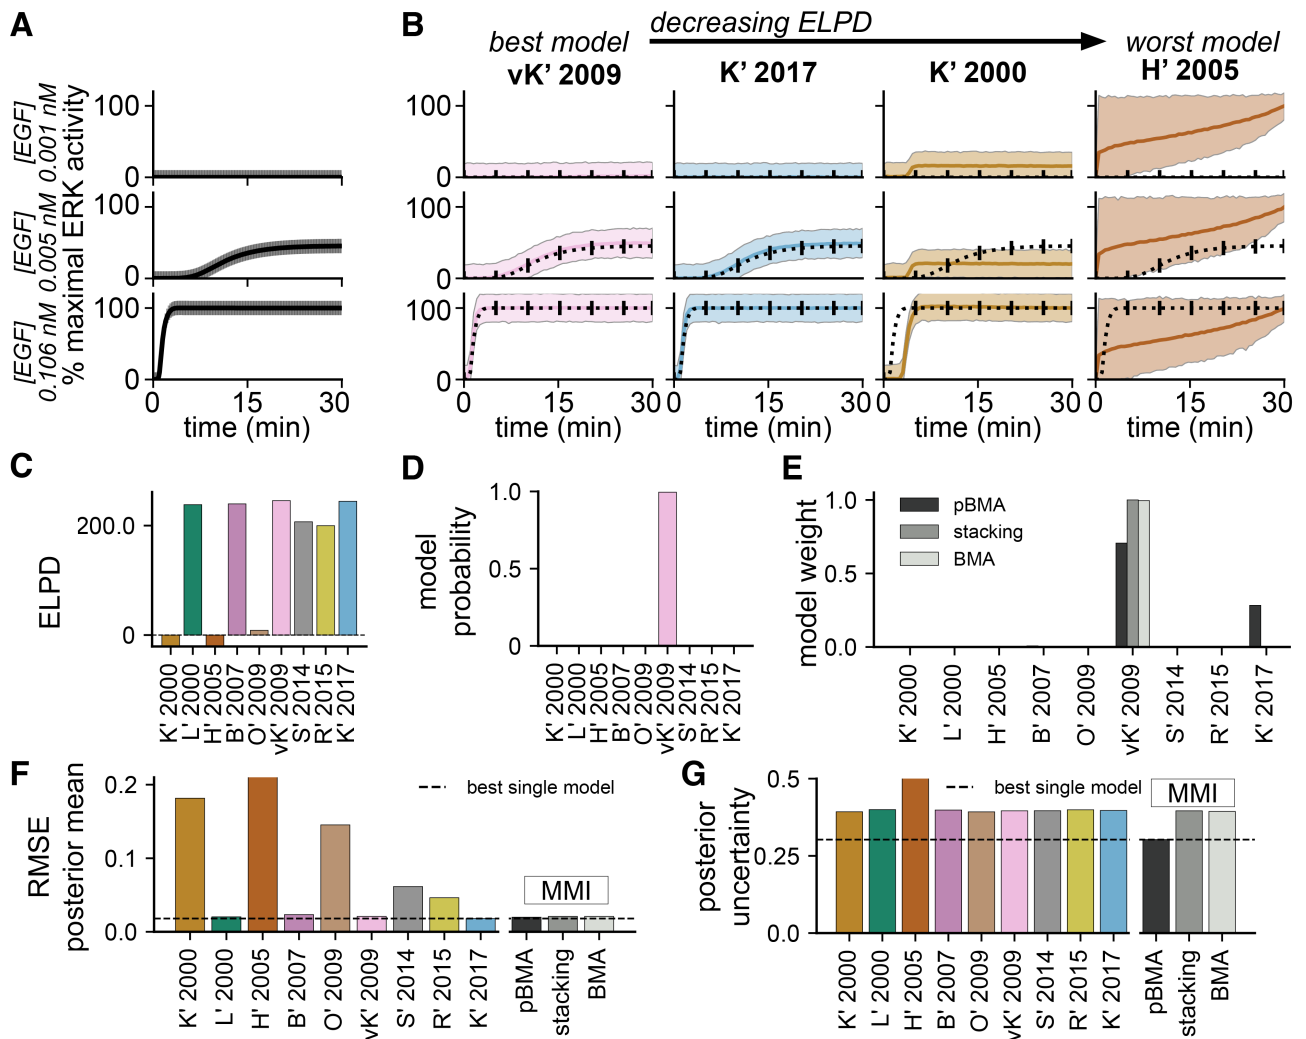 A
B
decreasing ELPD
best model
worst model
vK' 2009
K' 2017
K' 2000
H' 2005
[EGF]
0.001 nM
[EGF]
0.005 nM
[EGF]
0.106 nM
% maximal ERK activity
100
0
100
0
100
0
0
15
30
time (min)
100
0
100
0
100
0
0
15
30
time (min)
0
15
30
time (min)
0
15
30
time (min)
0
15
30
time (min)
C
ELPD
200.0
0
K' 2000
L' 2000
H' 2005
B' 2007
O' 2009
vK' 2009
S' 2014
R' 2015
K' 2017
D
model
probability
1.0
0.5
0
K' 2000
L' 2000
H' 2005
B' 2007
O' 2009
vK' 2009
S' 2014
R' 2015
K' 2017
E
model weight
1.0
0.5
0.0
pBMA
stacking
BMA
K' 2000
L' 2000
H' 2005
B' 2007
O' 2009
vK' 2009
S' 2014
R' 2015
K' 2017
F
RMSE
posterior mean
0.2
0.1
0.0
best single model
MMI
K' 2000
L' 2000
H' 2005
B' 2007
O' 2009
vK' 2009
S' 2014
R' 2015
K' 2017
pBMA
stacking
BMA
G
posterior
uncertainty
0.5
0.25
0.0
best single model
MMI
K' 2000
L' 2000
H' 2005
B' 2007
O' 2009
vK' 2009
S' 2014
R' 2015
K' 2017
pBMA
stacking
BMA